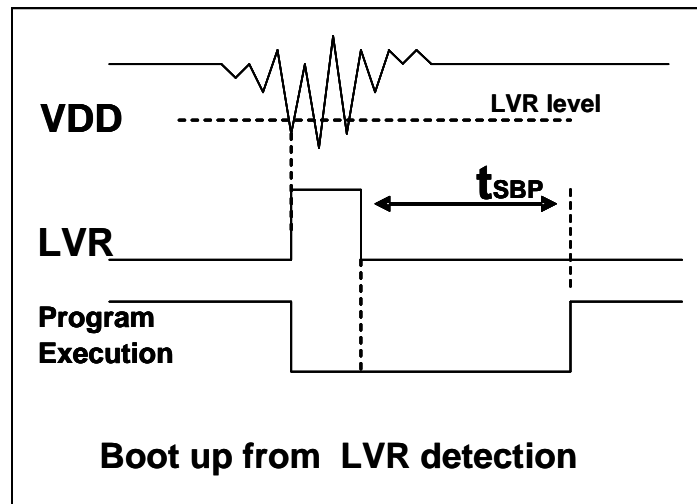 VDD
LVR level
tSBP
LVR
Program
Execution
Boot up from LVR detection